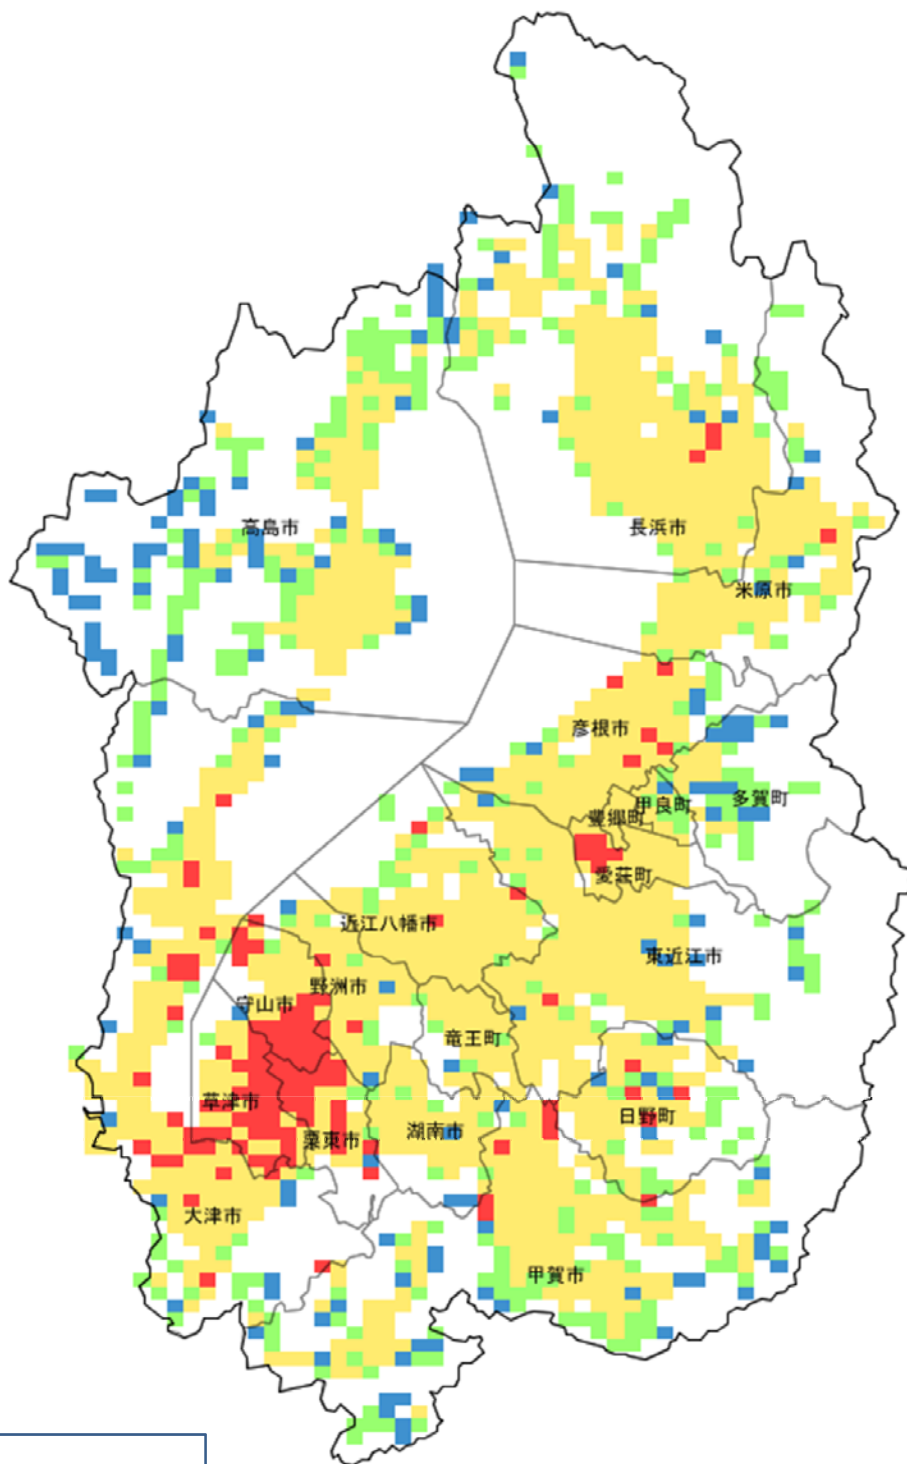 高島市
長浜市
米原市
彦根市
多賀町
甲良町
豊郷町
愛荘町
近江八幡市
東近江市
野洲市
守山市
竜王町
草津市
日野町
湖南市
栗東市
大津市
甲賀市